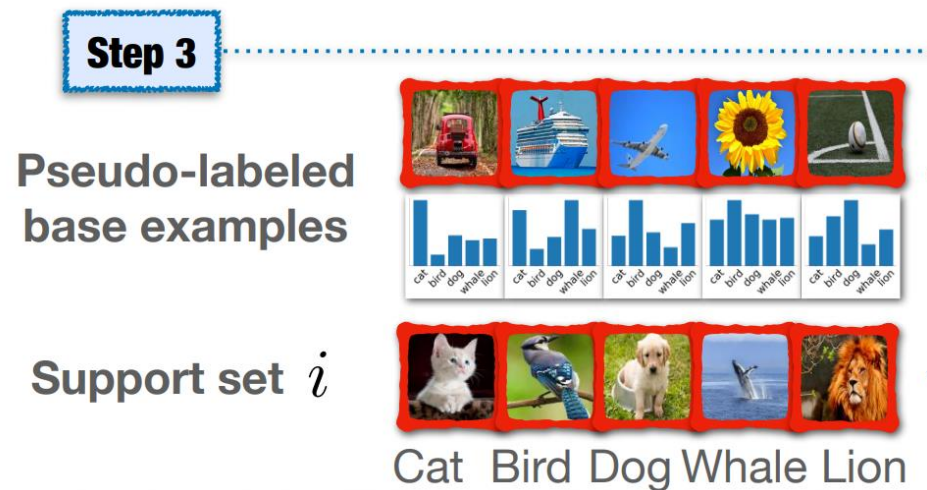 Step 3
Pseudo-labeled
base examples
cat bird dog whale lion cat bird dog whale lion cat bird dog whale lion cat bird dog whale lion cat bird dog whale lion
Support set i
Cat Bird Dog Whale Lion